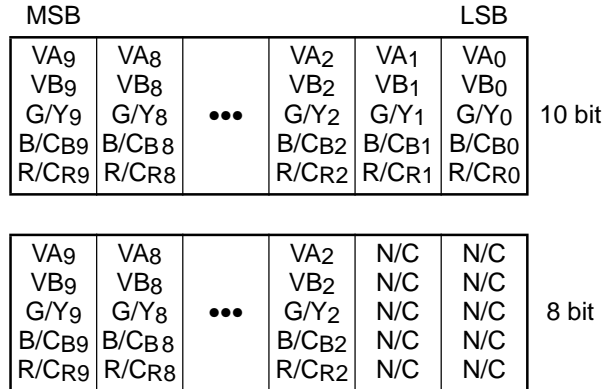 MSB LSB
VA9 VA8 VA2 VA1 VA0
VB9 VB8 VB2 VB1 VB0
G/Y9 G/Y8 ••• G/Y2 G/Y1 G/Y0 10 bit
B/CB9 B/CB8 B/CB2 B/CB1 B/CB0
R/CR9 R/CR8 R/CR2 R/CR1 R/CR0
VA9 VA8 VA2 N/C N/C
VB9 VB8 VB2 N/C N/C
G/Y9 G/Y8 ••• G/Y2 N/C N/C 8 bit
B/CB9 B/CB8 B/CB2 N/C N/C
R/CR9 R/CR8 R/CR2 N/C N/C